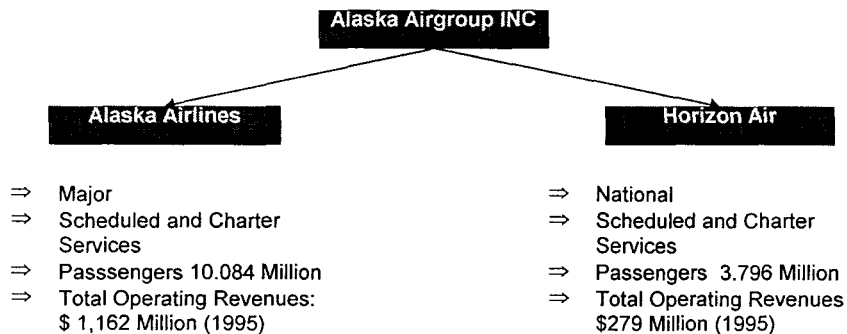 Alaska Airgroup INC
Alaska Airlines
⇒ Major
⇒ Scheduled and Charter
Services
⇒ Passsengers 10.084 Million
⇒ Total Operating Revenues:
$ 1,162 Million (1995)
Horizon Air
⇒ National
⇒ Scheduled and Charter
Services
⇒ Passengers 3.796 Million
⇒ Total Operating Revenues
$279 Million (1995)